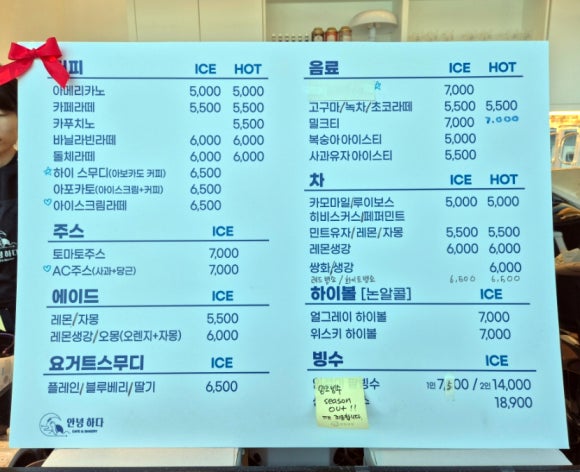 커피 ICE HOT
아메리카노 5,000 5,000
카페라떼 5,500 5,500
카푸치노 5,500
바닐라빈라떼 6,000 6,000
돌체라떼 6,000 6,000
하이 스무디(아보카도 커피) 6,500
아포카토(아이스크림+커피) 6,500
아이스크림라떼 6,500
주스 ICE
토마토주스 7,000
AC주스(사과+당근) 7,000
에이드 ICE
레몬/자몽 5,500
레몬생강/오몽(오렌지+자몽) 6,000
요거트스무디 ICE
플레인/블루베리/딸기 6,500
안녕 하다
CAFE & BAKERY
음료 ICE HOT
7,000
고구마/녹차/초코라떼 5,500 5,500
밀크티 7,000 7,000
복숭아 아이스티 5,000
사과유자 아이스티 5,500
차 ICE HOT
카모마일/루이보스 5,000 5,000
히비스커스/페퍼민트
민트유자/레몬/자몽 5,500 5,500
레몬생강 6,000 6,000
쌍화/생강 6,000
6,500 6,500
하이볼 [논알콜] ICE
얼그레이 하이볼 7,000
위스키 하이볼 7,000
빙수 ICE
빙수 1인 7,500 / 2인 14,000
18,900
season
out !!